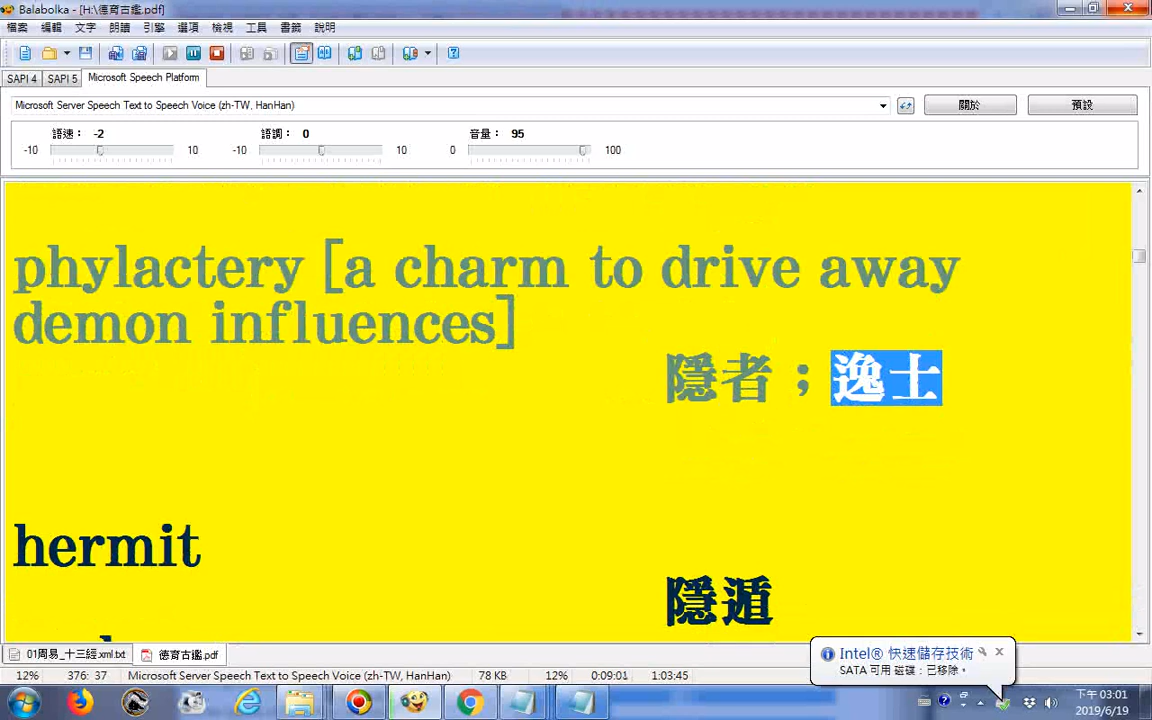 Balabolka - [H:\德育古鑑.pdf]
檔案 編輯 文字 朗讀 引擎 選項 檢視 工具 書籤 說明
SAPI 4 SAPI 5 Microsoft Speech Platform
Microsoft Server Speech Text to Speech Voice (zh-TW, HanHan) 關於 預設
語速： -2 語調： 0 音量： 95
-10 10 -10 10 0 100
phylactery [a charm to drive away
demon influences]
隱者；逸士
hermit
隱遁
01周易_十三經.xml.txt 德育古鑑.pdf
Intel® 快速儲存技術
SATA 可用 磁碟：已移除。
12% 376: 37 Microsoft Server Speech Text to Speech Voice (zh-TW, HanHan) 78 KB 12% 0:09:01 1:03:45
下午 03:01
2019/6/19